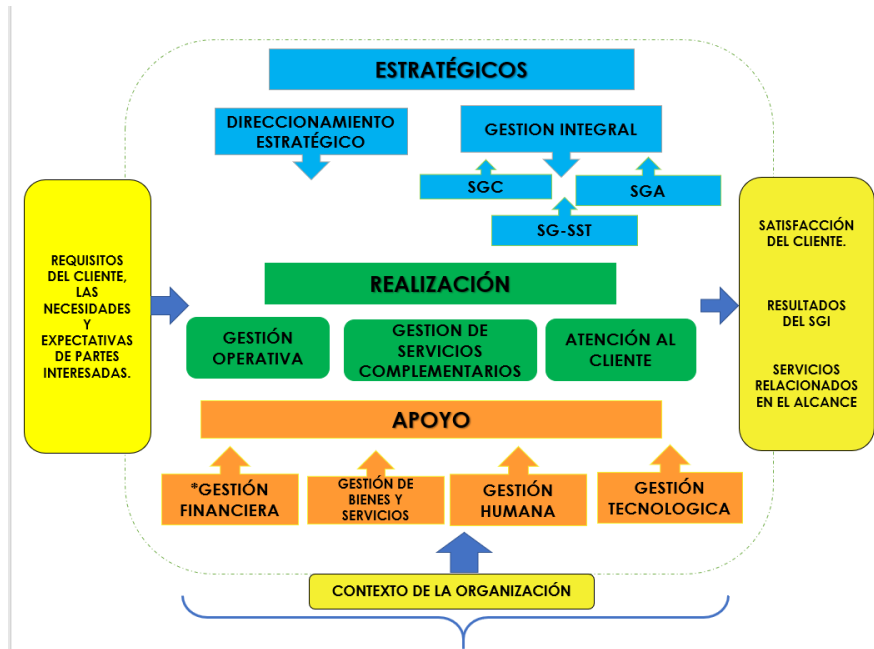 ESTRATÉGICOS
DIRECCIONAMIENTO
ESTRATÉGICO
GESTION INTEGRAL
SGC
SGA
SG-SST
REQUISITOS
DEL CLIENTE,
LAS
NECESIDADES
Y
EXPECTATIVAS
DE PARTES
INTERESADAS.
REALIZACIÓN
GESTIÓN
OPERATIVA
GESTION DE
SERVICIOS
COMPLEMENTARIOS
ATENCIÓN AL
CLIENTE
SATISFACCIÓN
DEL CLIENTE.
RESULTADOS
DEL SGI
SERVICIOS
RELACIONADOS
EN EL ALCANCE
APOYO
*GESTIÓN
FINANCIERA
GESTIÓN DE
BIENES Y
SERVICIOS
GESTIÓN
HUMANA
GESTIÓN
TECNOLOGICA
CONTEXTO DE LA ORGANIZACIÓN